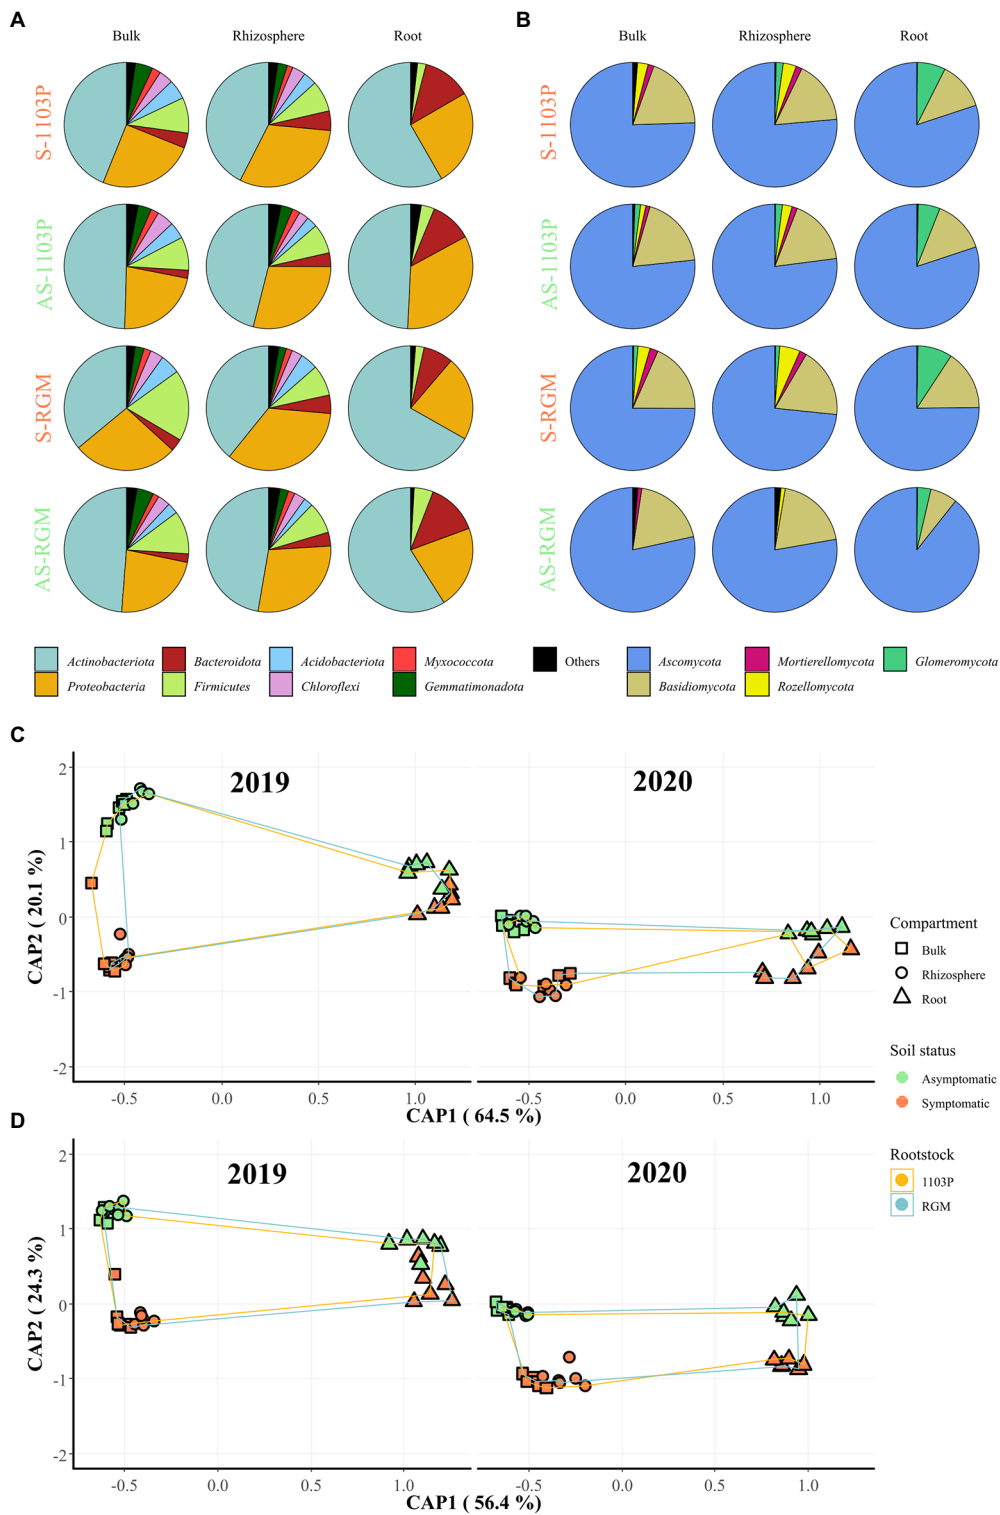 A
B
Bulk Rhizosphere Root
Bulk Rhizosphere Root
S-1103P
S-1103P
AS-1103P
AS-1103P
S-RGM
S-RGM
AS-RGM
AS-RGM
Actinobacteriota Bacteroidota Acidobacteriota Myxococcota Others Ascomycota Mortierellomycota Glomeromycota
Proteobacteria Firmicutes Chloroflexi Gemmatimonadota Basidiomycota Rozellomycota
C
2019
2020
2
1
0
-1
-2
CAP2 ( 20.1 %)
-0.5 0.0 0.5 1.0 -0.5 0.0 0.5 1.0
CAP1 ( 64.5 %)
Compartment
Bulk
Rhizosphere
Root
Soil status
Asymptomatic
Symptomatic
Rootstock
1103P
RGM
D
2019
2020
2
1
0
-1
-2
CAP2 ( 24.3 %)
-0.5 0.0 0.5 1.0 -0.5 0.0 0.5 1.0
CAP1 ( 56.4 %)